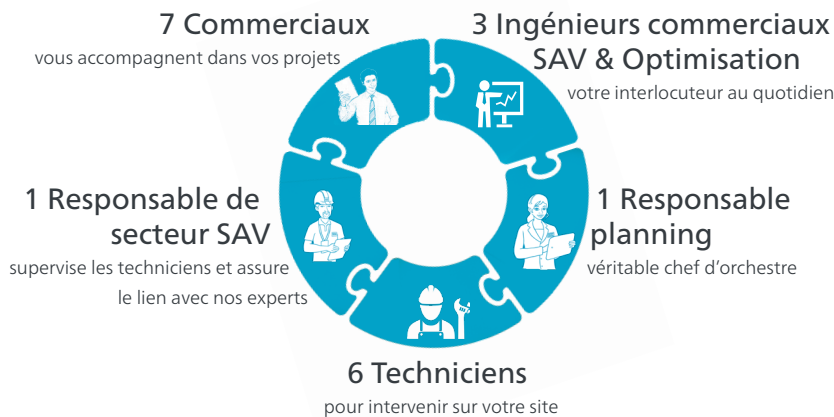 7 Commerciaux
vous accompagnent dans vos projets
3 Ingénieurs commerciaux
SAV & Optimisation
votre interlocuteur au quotidien
1 Responsable de
secteur SAV
supervise les techniciens et assure
le lien avec nos experts
1 Responsable
planning
véritable chef d’orchestre
6 Techniciens
pour intervenir sur votre site